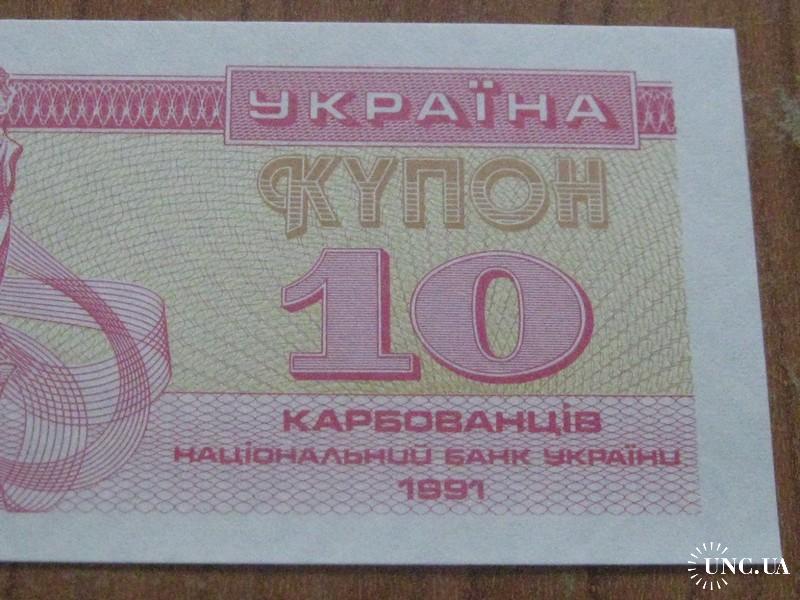 УКРАЇНА
КУПОН
10
КАРБОВАНЦІВ
НАЦІОНАЛЬНИЙ БАНК УКРАЇНИ
1991
UNC.UA